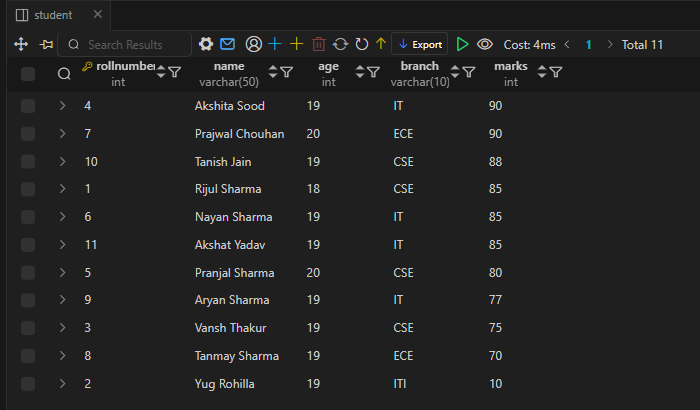 student
Search Results Export Cost: 4ms 1 Total 11
rollnumber name age branch marks
int varchar(50) int varchar(10) int
4 Akshita Sood 19 IT 90
7 Prajwal Chouhan 20 ECE 90
10 Tanish Jain 19 CSE 88
1 Rijul Sharma 18 CSE 85
6 Nayan Sharma 19 IT 85
11 Akshat Yadav 19 IT 85
5 Pranjal Sharma 20 CSE 80
9 Aryan Sharma 19 IT 77
3 Vansh Thakur 19 CSE 75
8 Tanmay Sharma 19 ECE 70
2 Yug Rohilla 19 ITI 10